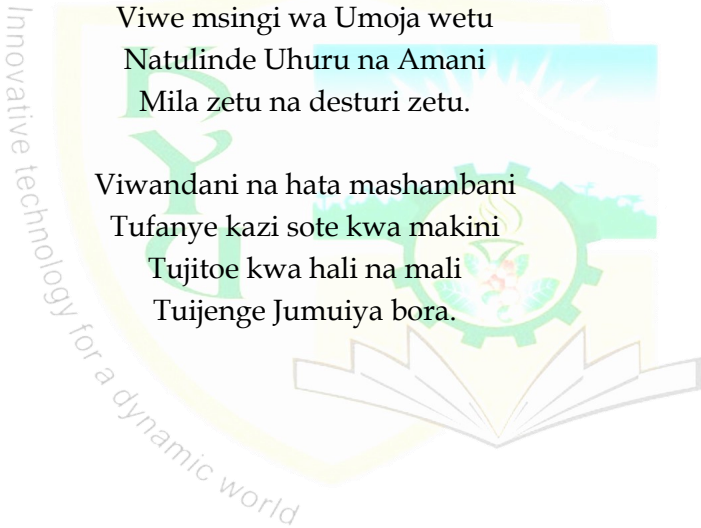 Viwe msingi wa Umoja wetu
Natulinde Uhuru na Amani
Mila zetu na desturi zetu.
Viwandani na hata mashambani
Tufanye kazi sote kwa makini
Tujitoe kwa hali na mali
Tuijenge Jumuiya bora.
Innovative technology for a dynamic world